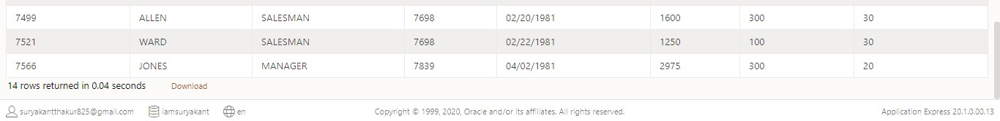 7499 ALLEN SALESMAN 7698 02/20/1981 1600 300 30
7521 WARD SALESMAN 7698 02/22/1981 1250 100 30
7566 JONES MANAGER 7839 04/02/1981 2975 300 20
14 rows returned in 0.04 seconds Download
suryakantthakur825@gmail.com iamsuryakant en Copyright © 1999, 2020, Oracle and/or its affiliates. All rights reserved. Application Express 20.1.0.00.13